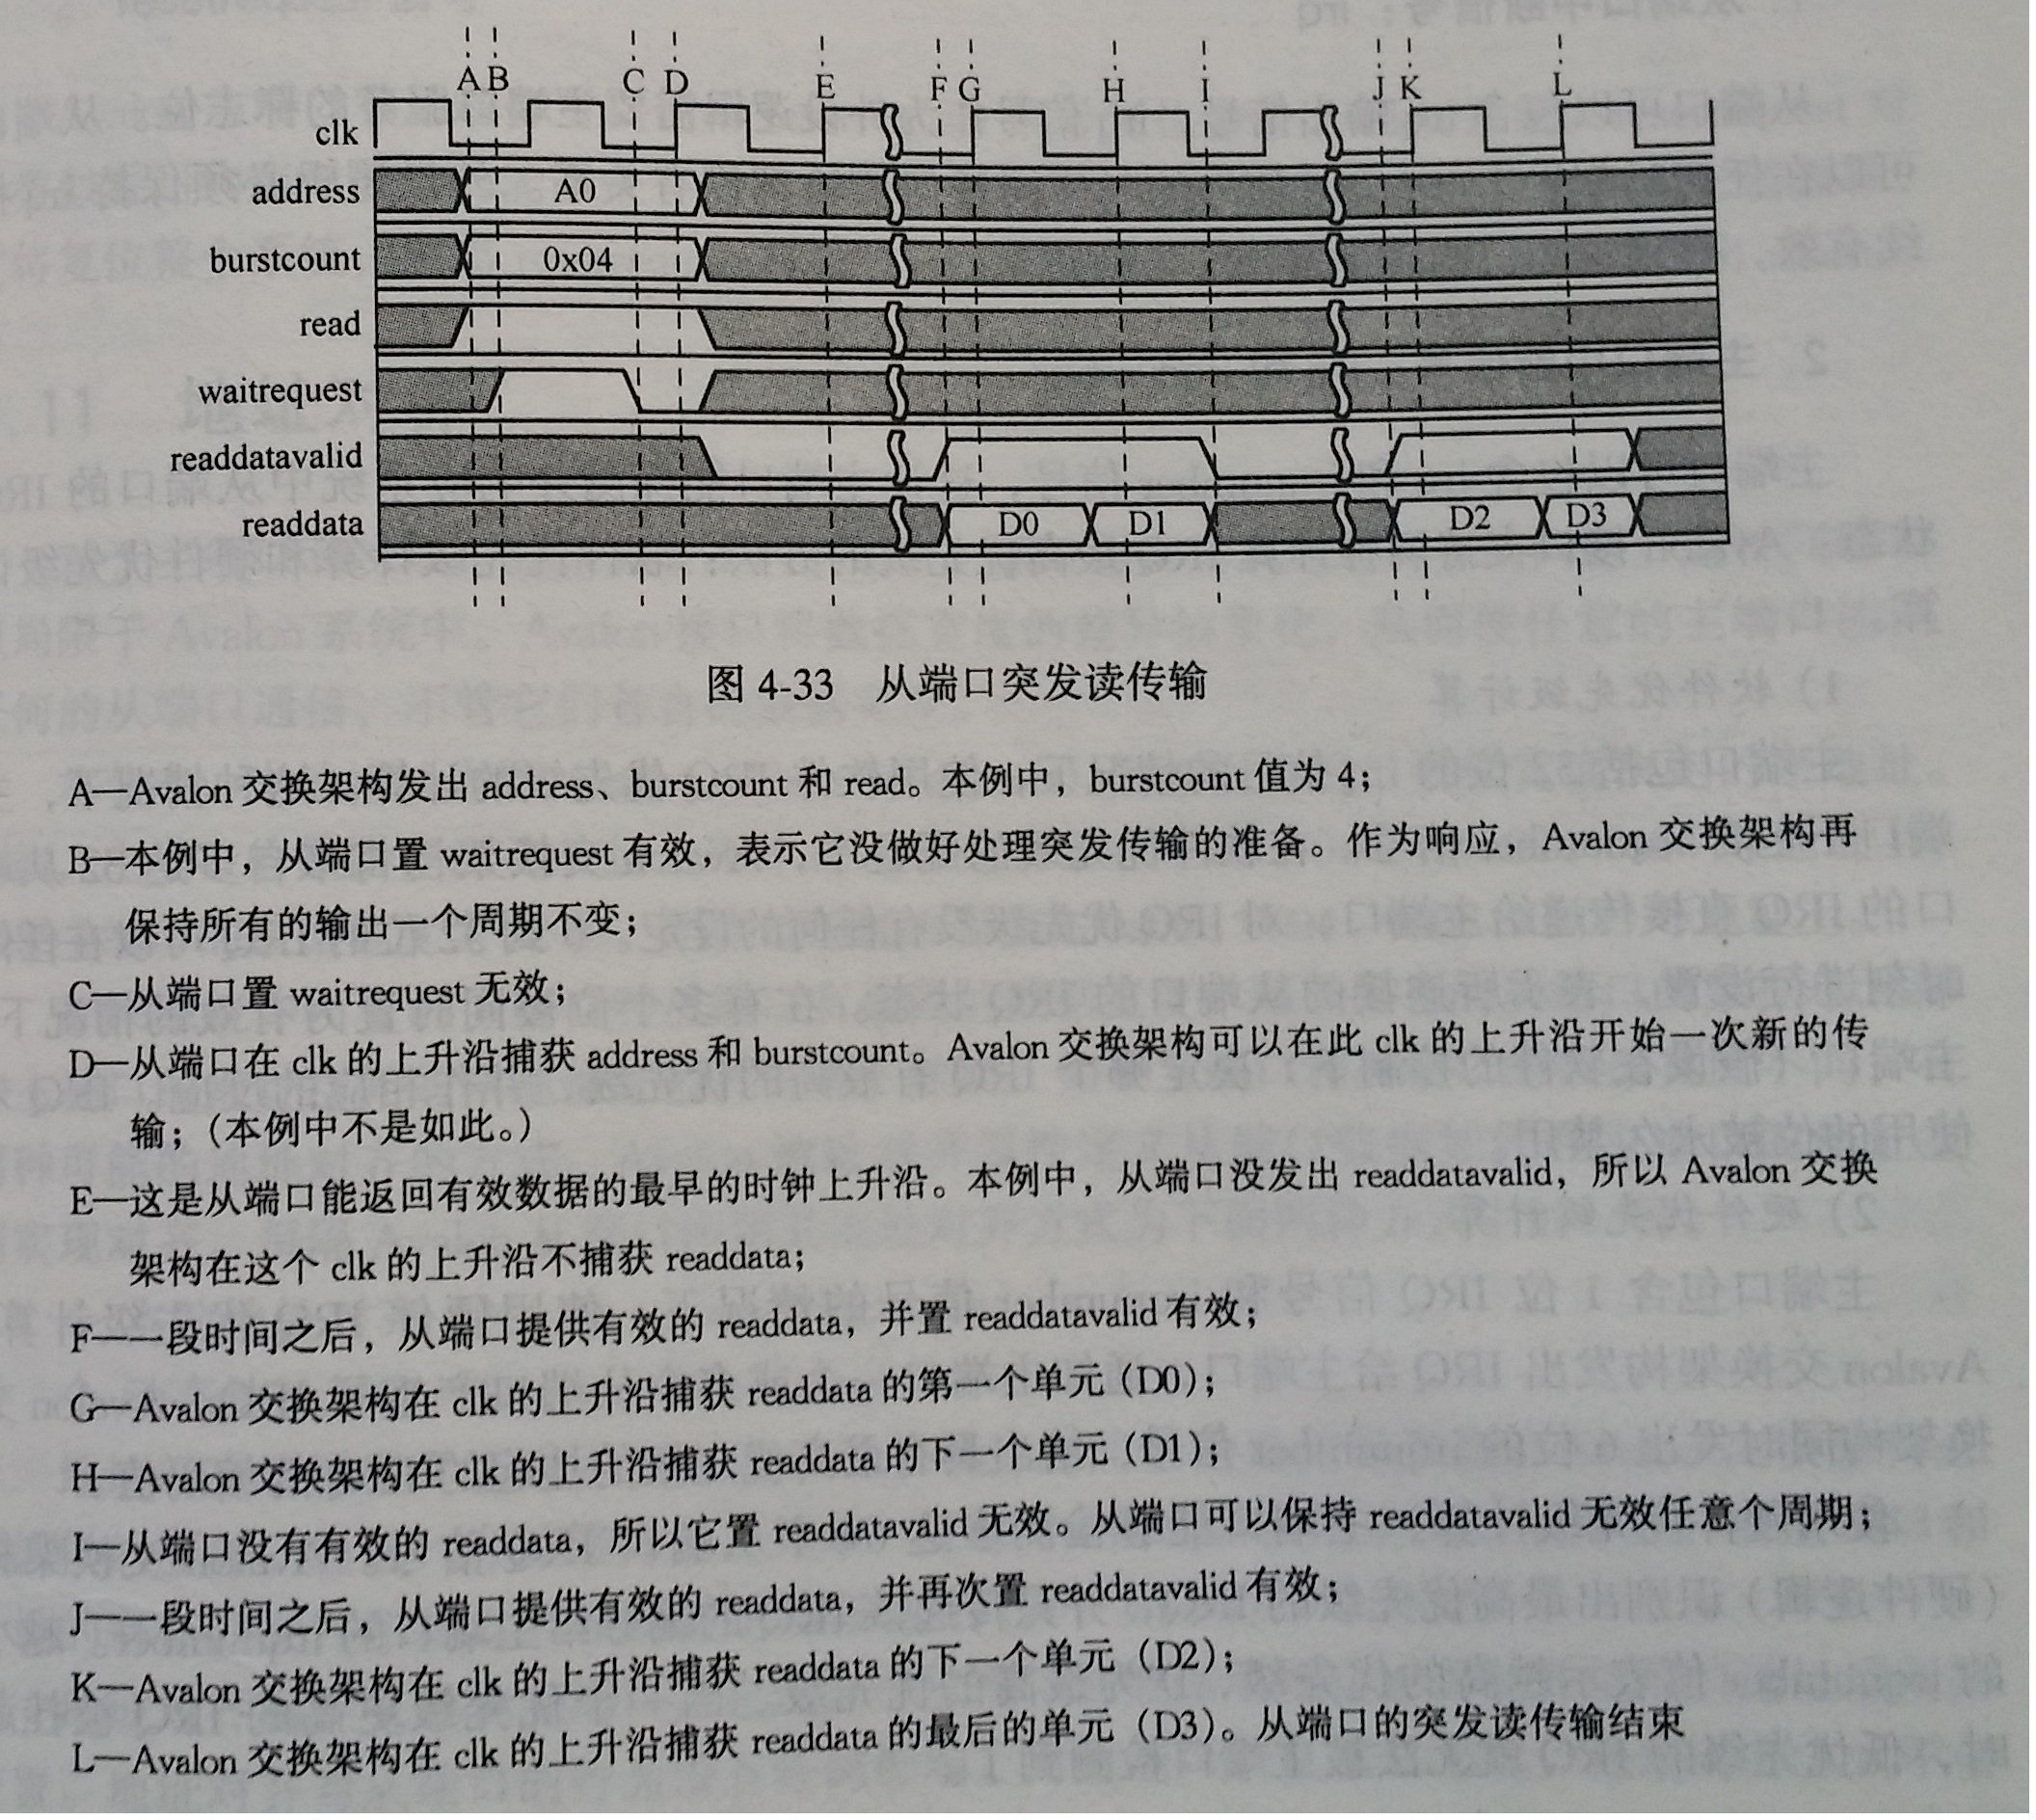 A B C D E F G H I J K L
clk
address A0
burstcount 0x04
read
waitrequest
readdatavalid
readdata D0 D1 D2 D3
图 4-33 从端口突发读传输
A—Avalon 交换架构发出 address、burstcount 和 read。本例中，burstcount 值为 4；
B—本例中，从端口置 waitrequest 有效，表示它没做好处理突发传输的准备。作为响应，Avalon 交换架构再
保持所有的输出一个周期不变；
C—从端口置 waitrequest 无效；
D—从端口在 clk 的上升沿捕获 address 和 burstcount。Avalon 交换架构可以在此 clk 的上升沿开始一次新的传
输；（本例中不是如此。）
E—这是从端口能返回有效数据的最早的时钟上升沿。本例中，从端口没发出 readdatavalid，所以 Avalon 交换
架构在这个 clk 的上升沿不捕获 readdata；
F—一段时间之后，从端口提供有效的 readdata，并置 readdatavalid 有效；
G—Avalon 交换架构在 clk 的上升沿捕获 readdata 的第一个单元（D0）；
H—Avalon 交换架构在 clk 的上升沿捕获 readdata 的下一个单元（D1）；
I—从端口没有有效的 readdata，所以它置 readdatavalid 无效。从端口可以保持 readdatavalid 无效任意个周期；
J—一段时间之后，从端口提供有效的 readdata，并再次置 readdatavalid 有效；
K—Avalon 交换架构在 clk 的上升沿捕获 readdata 的下一个单元（D2）；
L—Avalon 交换架构在 clk 的上升沿捕获 readdata 的最后的单元（D3）。从端口的突发读传输结束